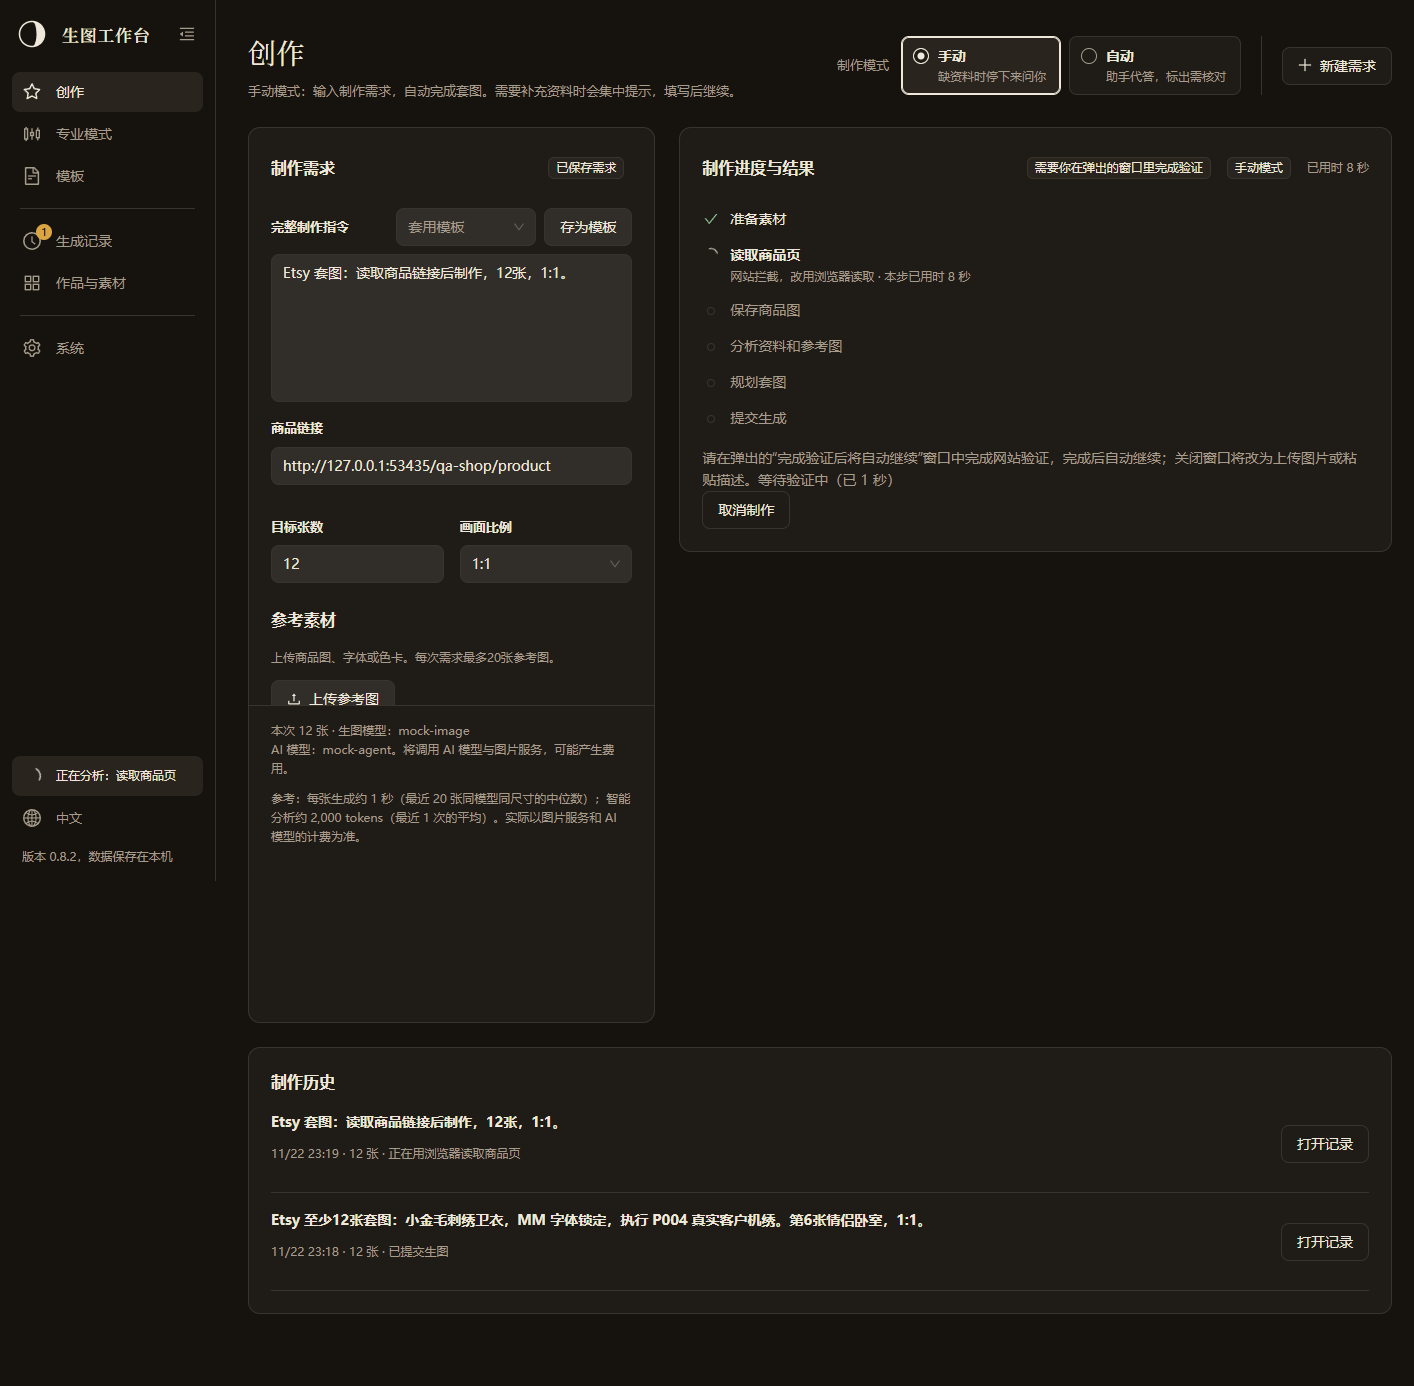 生图工作台
创作
专业模式
模板
1
生成记录
作品与素材
系统
正在分析：读取商品页
中文
版本 0.8.2，数据保存在本机
创作
手动模式：输入制作需求，自动完成套图。需要补充资料时会集中提示，填写后继续。
制作模式
手动
缺资料时停下来问你
自动
助手代答，标出需核对
新建需求
制作需求
已保存需求
完整制作指令
套用模板
存为模板
Etsy 套图：读取商品链接后制作，12张，1:1。
商品链接
http://127.0.0.1:53435/qa-shop/product
目标张数
画面比例
12
1:1
参考素材
上传商品图、字体或色卡。每次需求最多20张参考图。
上传参考图
本次 12 张 · 生图模型：mock-image
AI 模型：mock-agent。将调用 AI 模型与图片服务，可能产生费
用。
参考：每张生成约 1 秒（最近 20 张同模型同尺寸的中位数）；智能
分析约 2,000 tokens（最近 1 次的平均）。实际以图片服务和 AI
模型的计费为准。
制作进度与结果
需要你在弹出的窗口里完成验证
手动模式
已用时 8 秒
准备素材
读取商品页
网站拦截，改用浏览器读取 · 本步已用时 8 秒
保存商品图
分析资料和参考图
规划套图
提交生成
请在弹出的“完成验证后将自动继续”窗口中完成网站验证，完成后自动继续；关闭窗口将改为上传图片或粘
贴描述。等待验证中（已 1 秒）
取消制作
制作历史
Etsy 套图：读取商品链接后制作，12张，1:1。
11/22 23:19 · 12 张 · 正在用浏览器读取商品页
打开记录
Etsy 至少12张套图：小金毛刺绣卫衣，MM 字体锁定，执行 P004 真实客户机绣。第6张情侣卧室，1:1。
11/22 23:18 · 12 张 · 已提交生图
打开记录